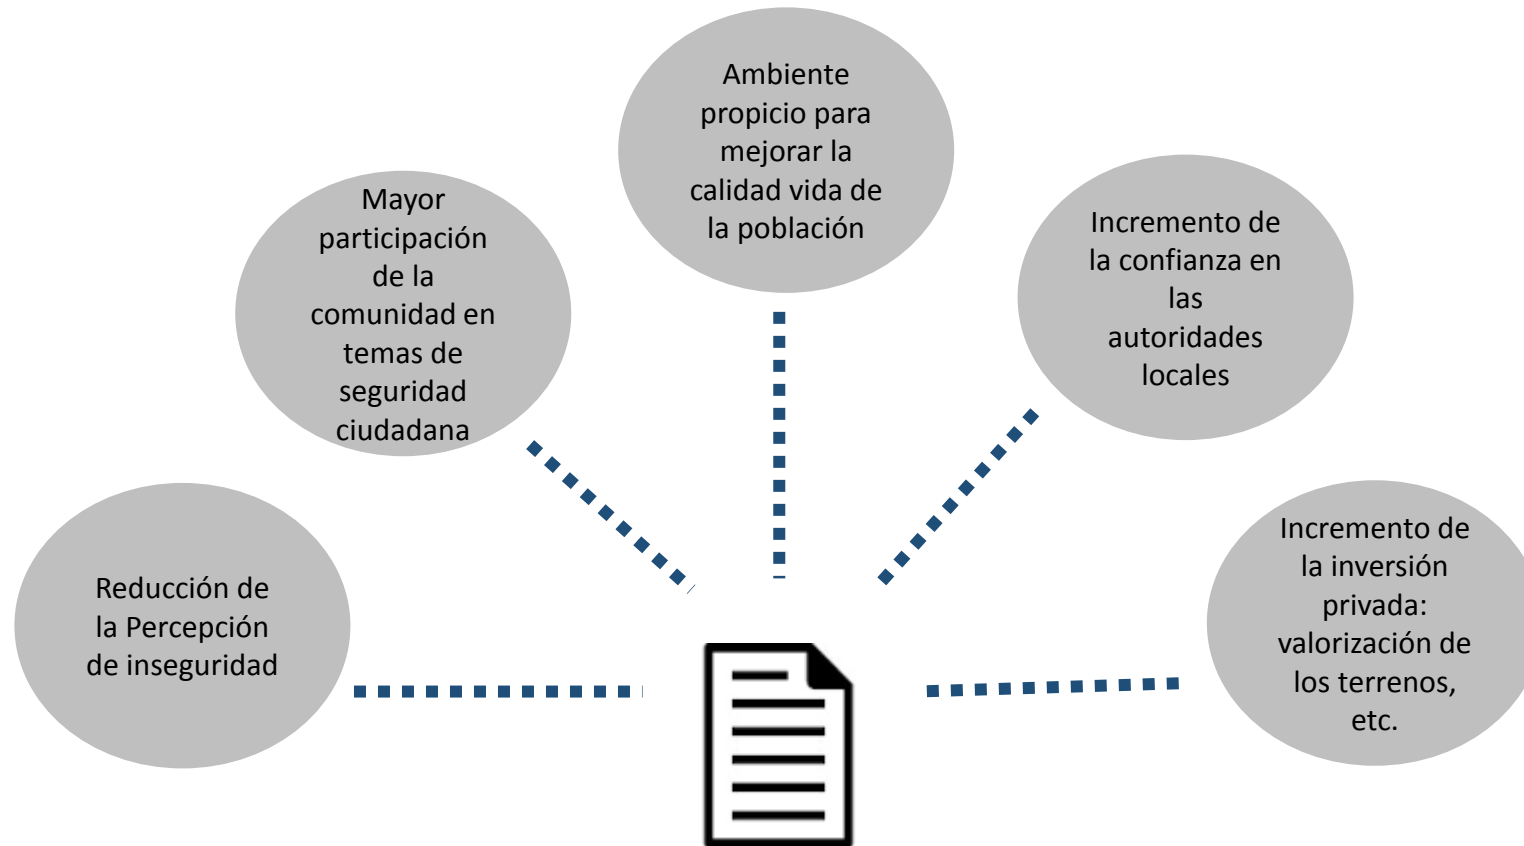 Ambiente
propicio para
mejorar la
calidad vida de
la población
Mayor
participación
de la
comunidad en
temas de
seguridad
ciudadana
Incremento de
la confianza en
las
autoridades
locales
Reducción de
la Percepción
de inseguridad
Incremento de
la inversión
privada:
valorización de
los terrenos,
etc.